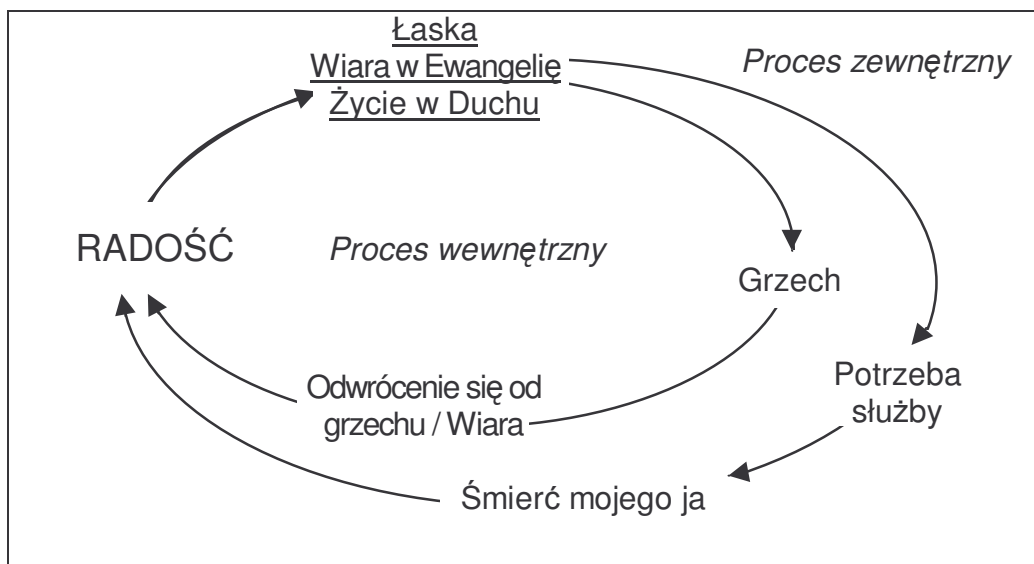 Łaska
Wiara w Ewangelię
Życie w Duchu
Proces zewnętrzny
RADOŚĆ
Proces wewnętrzny
Grzech
Potrzeba
służby
Odwrócenie się od
grzechu / Wiara
Śmierć mojego ja